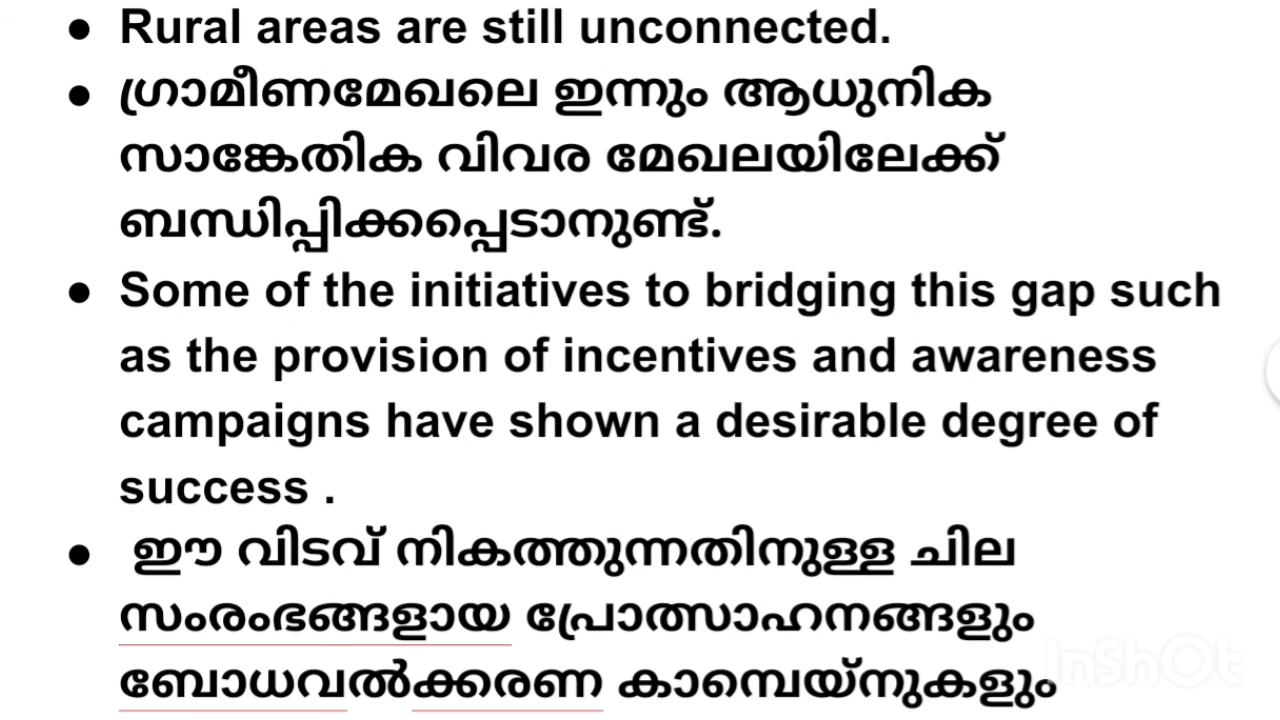 ● Rural areas are still unconnected.
● ഗ്രാമീണമേഖലെ ഇന്നും ആധുനിക
സാങ്കേതിക വിവര മേഖലയിലേക്ക്
ബന്ധിപ്പിക്കപ്പെടാനുണ്ട്.
● Some of the initiatives to bridging this gap such
as the provision of incentives and awareness
campaigns have shown a desirable degree of
success .
● ഈ വിടവ് നികത്തുന്നതിനുള്ള ചില
സംരംഭങ്ങളായ പ്രോത്സാഹനങ്ങളും
ബോധവൽക്കരണ കാമ്പെയ്നുകളും
InShOt